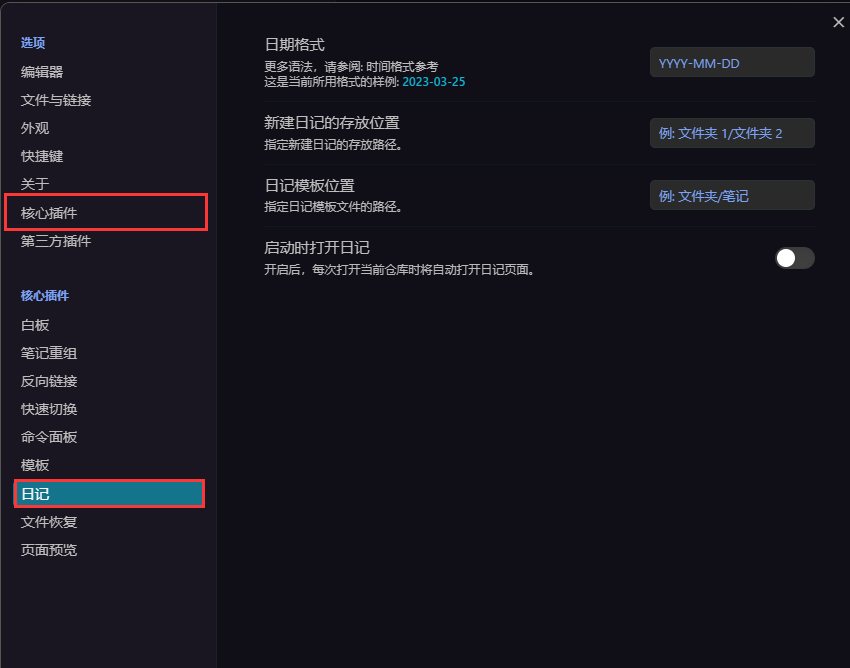 选项
编辑器
文件与链接
外观
快捷键
关于
核心插件
第三方插件
核心插件
白板
笔记重组
反向链接
快速切换
命令面板
模板
日记
文件恢复
页面预览
日期格式
更多语法，请参阅: 时间格式参考
这是当前所用格式的样例: 2023-03-25
YYYY-MM-DD
新建日记的存放位置
指定新建日记的存放路径。
例: 文件夹 1/文件夹 2
日记模板位置
指定日记模板文件的路径。
例: 文件夹/笔记
启动时打开日记
开启后，每次打开当前仓库时将自动打开日记页面。